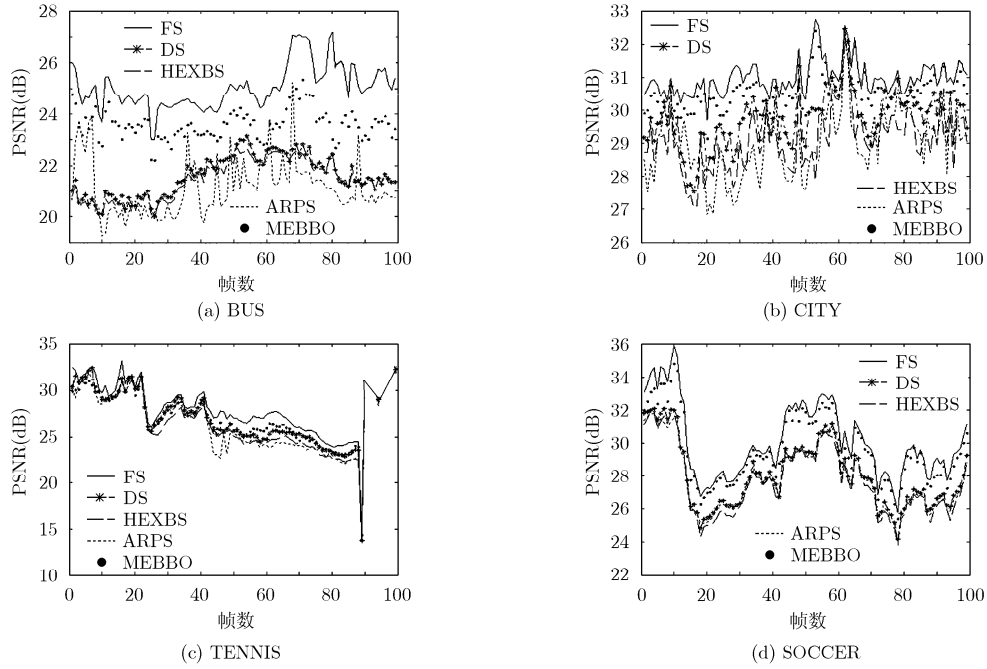 28
26
24
22
20
PSNR(dB)
FS
DS
HEXBS
ARPS
MEBBO
0 20 40 60 80 100
帧数
(a) BUS
33
32
31
30
29
28
27
26
PSNR(dB)
FS
DS
HEXBS
ARPS
MEBBO
0 20 40 60 80 100
帧数
(b) CITY
35
30
25
20
15
10
PSNR(dB)
FS
DS
HEXBS
ARPS
MEBBO
0 20 40 60 80 100
帧数
(c) TENNIS
36
34
32
30
28
26
24
22
PSNR(dB)
FS
DS
HEXBS
ARPS
MEBBO
0 20 40 60 80 100
帧数
(d) SOCCER